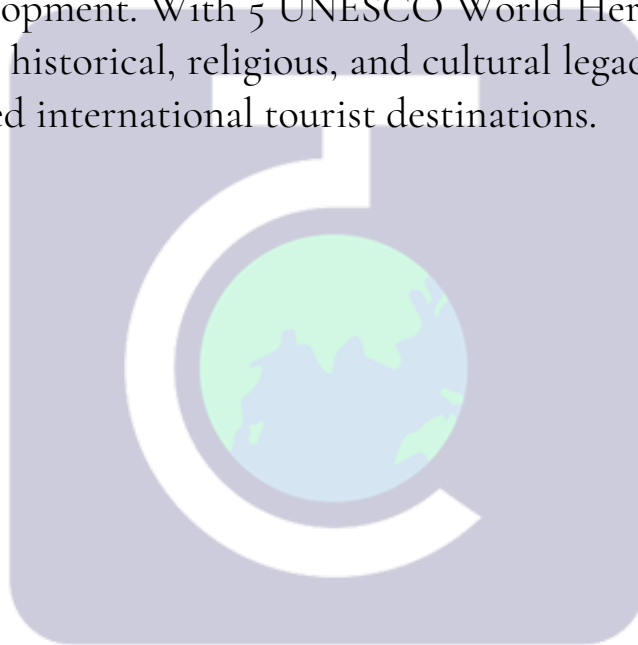 opment. With 5 UNESCO World Her
historical, religious, and cultural legac
ed international tourist destinations.